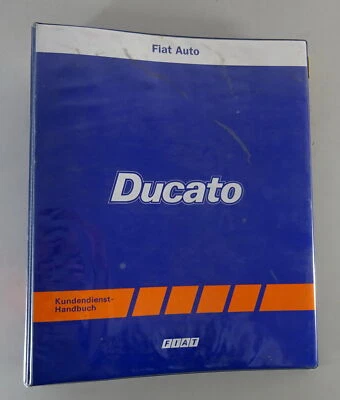 Fiat Auto
Ducato
Kundendienst-
Handbuch
FIAT